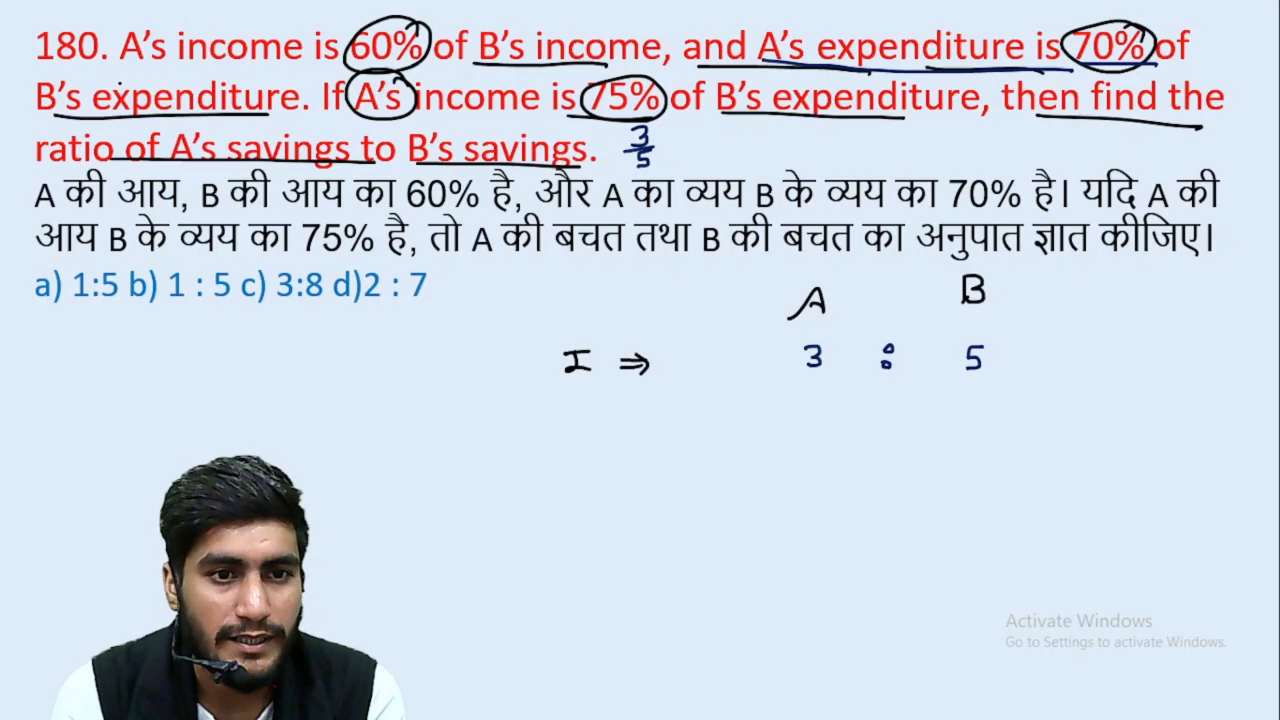 180. A’s income is 60% of B’s income, and A’s expenditure is 70% of
B’s expenditure. If A’s income is 75% of B’s expenditure, then find the
ratio of A’s savings to B’s savings.
3/5
A की आय, B की आय का 60% है, और A का व्यय B के व्यय का 70% है। यदि A की
आय B के व्यय का 75% है, तो A की बचत तथा B की बचत का अनुपात ज्ञात कीजिए।
a) 1:5 b) 1 : 5 c) 3:8 d)2 : 7
A B
I ⇒ 3 : 5
Activate Windows
Go to Settings to activate Windows.